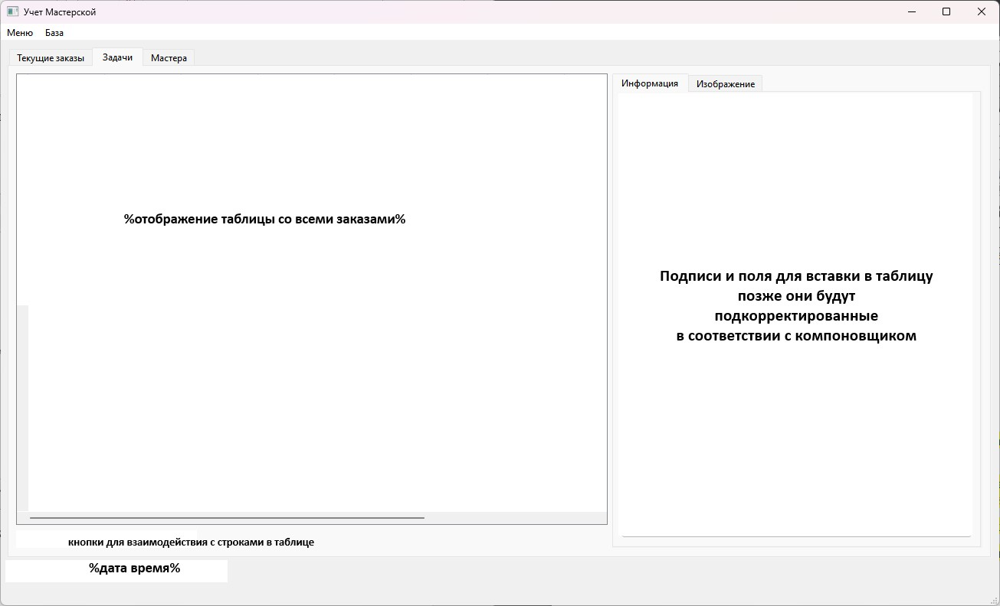 Учет Мастерской
Меню База
Текущие заказы Задачи Мастера
Информация Изображение
%отображение таблицы со всеми заказами%
Подписи и поля для вставки в таблицу
позже они будут
подкорректированные
в соответствии с компоновщиком
кнопки для взаимодействия с строками в таблице
%дата время%